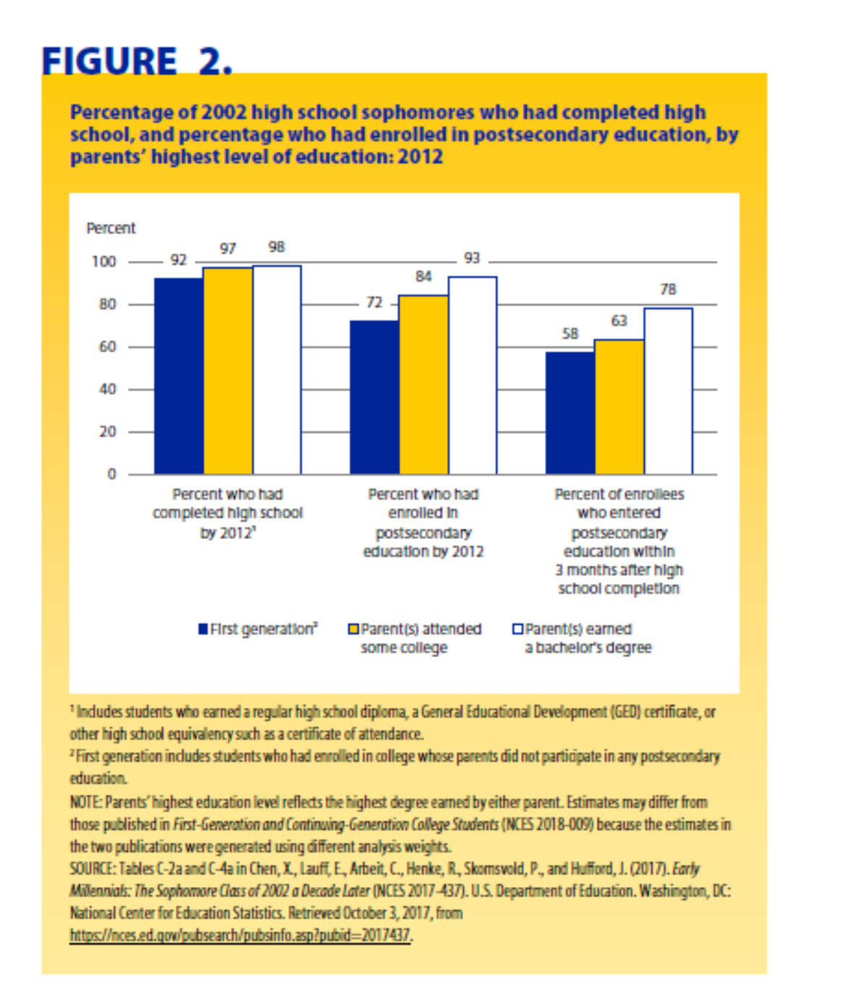 FIGURE 2.
Percentage of 2002 high school sophomores who had completed high
school, and percentage who had enrolled in postsecondary education, by
parents’ highest level of education: 2012
Percent
100
80
60
40
20
0
92
97
98
72
84
93
58
63
78
Percent who had
completed high school
by 2012¹
Percent who had
enrolled in
postsecondary
education by 2012
Percent of enrollees
who entered
postsecondary
education within
3 months after high
school completion
First generation²
Parent(s) attended
some college
Parent(s) earned
a bachelor's degree
¹ Includes students who earned a regular high school diploma, a General Educational Development (GED) certificate, or
other high school equivalency such as a certificate of attendance.
² First generation includes students who had enrolled in college whose parents did not participate in any postsecondary
education.
NOTE: Parents’ highest education level reflects the highest degree earned by either parent. Estimates may differ from
those published in First-Generation and Continuing-Generation College Students (NCES 2018-009) because the estimates in
the two publications were generated using different analysis weights.
SOURCE: Tables C-2a and C-4a in Chen, X., Lauff, E., Arbeit, C., Henke, R., Skomsvold, P., and Hufford, J. (2017). Early
Millennials: The Sophomore Class of 2002 a Decade Later (NCES 2017-437). U.S. Department of Education. Washington, DC:
National Center for Education Statistics. Retrieved October 3, 2017, from
https://nces.ed.gov/pubsearch/pubsinfo.asp?pubid=2017437.